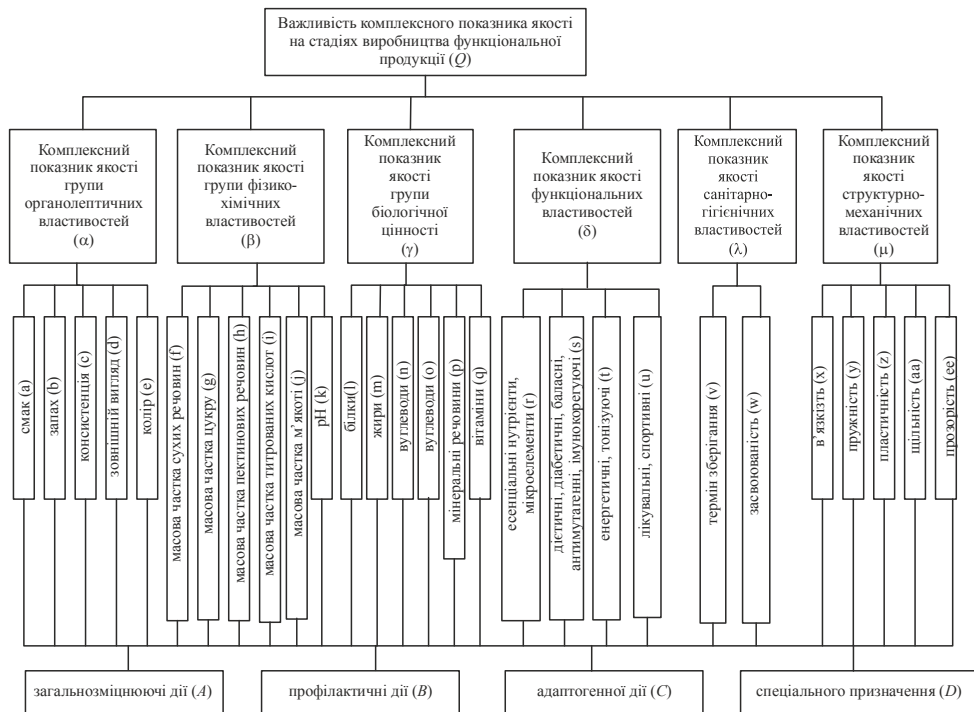 Важливість комплексного показника якості
на стадіях виробництва функціональної
продукції (Q)
Комплексний
показник якості
групи
органолептичних
властивостей
(α)
Комплексний
показник якості
групи фізико-
хімічних
властивостей
(β)
Комплексний
показник
якості
групи
біологічної
цінності
(γ)
Комплексний
показник якості
функціональних
властивостей
(δ)
Комплексний
показник
якості
санітарно-
гігієнічних
властивостей
(λ)
Комплексний
показник
якості
структурно-
механічних
властивостей
(μ)
смак (a)
запах (b)
консистенція (c)
зовнішній вигляд (d)
колір (e)
масова частка сухих речовин (f)
масова частка цукру (g)
масова частка пектинових речовин (h)
масова частка титрованих кислот (i)
масова частка м’якоті (j)
pH (k)
білки(l)
жири (m)
вуглеводи (n)
вуглеводи (o)
мінеральні речовини (p)
вітаміни (q)
есенціальні нутрієнти,
мікроелементи (r)
дієтичні, діабетичні, баласні,
антимутагенні, імунокорегуючі (s)
енергетичні, тонізуючі (t)
лікувальні, спортивні (u)
термін зберігання (v)
засвоюваність (w)
в’язкість (x)
пружність (y)
пластичність (z)
щільність (aa)
прозорість (ee)
загальнозміцнюючі дії (A)
профілактичні дії (B)
адаптогенної дії (C)
спеціального призначення (D)